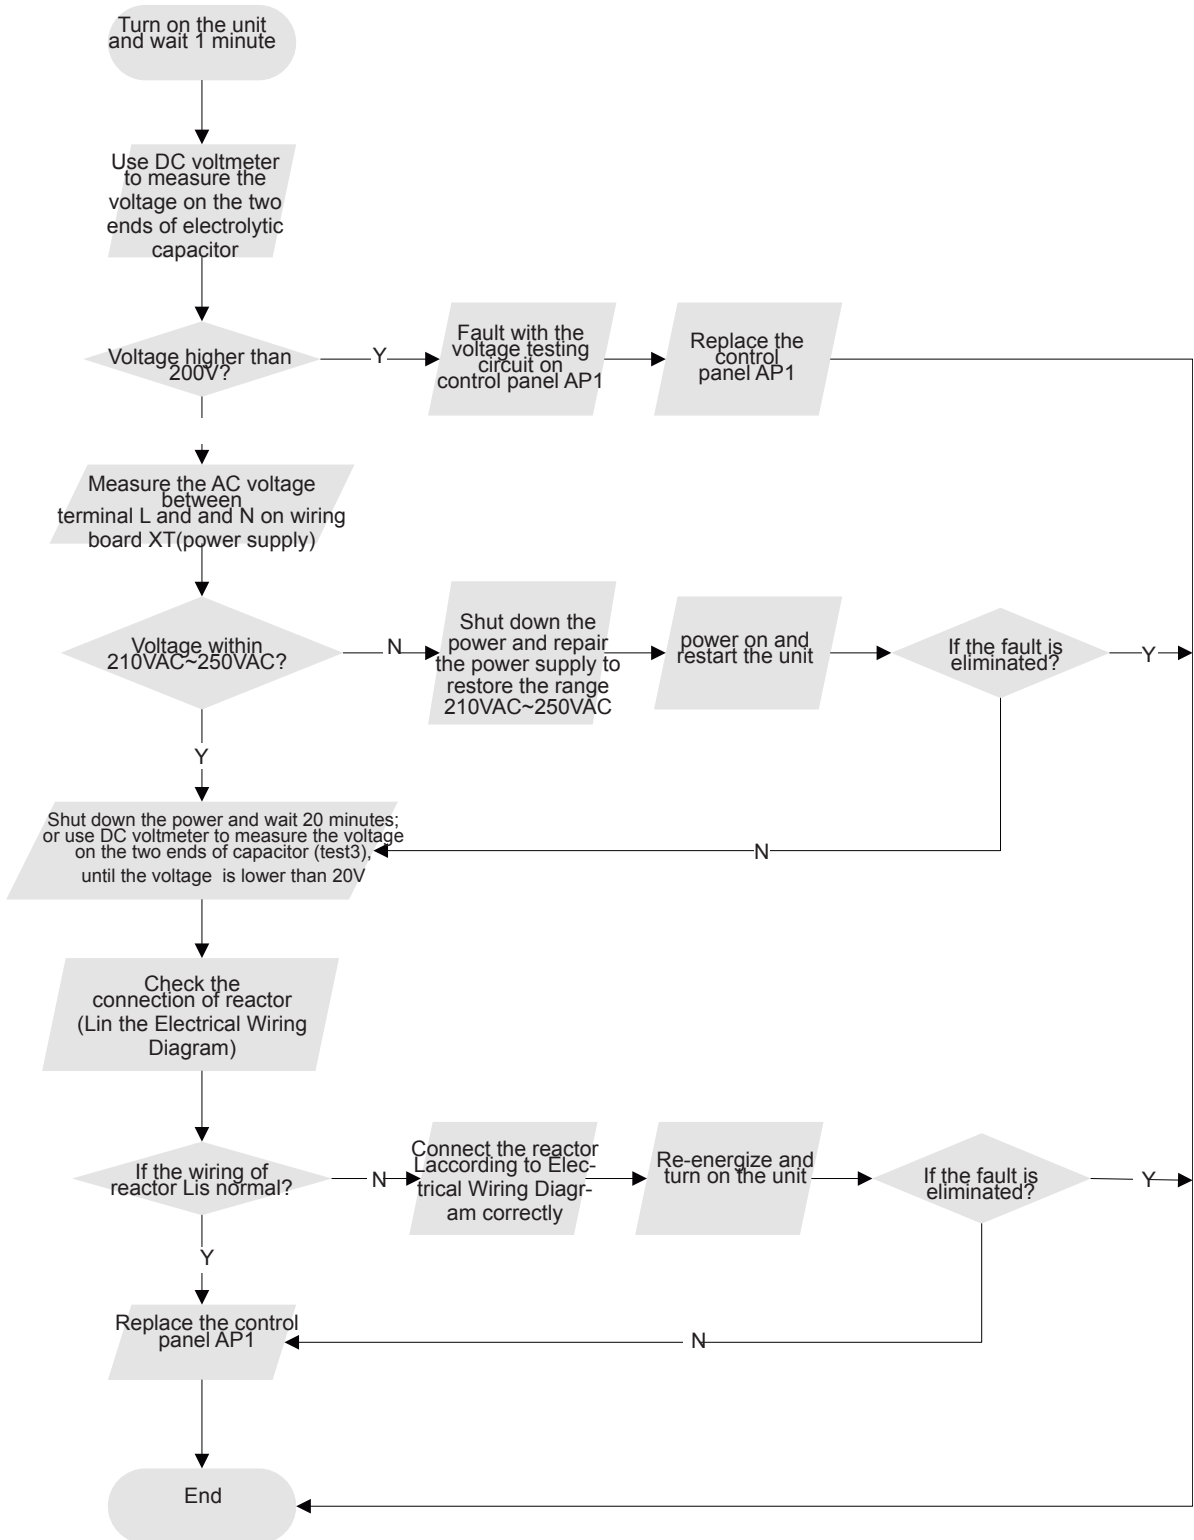 Turn on the unit
and wait 1 minute
Use DC voltmeter
to measure the
voltage on the two
ends of electrolytic
capacitor
Voltage higher than
200V?
Y
Fault with the
voltage testing
circuit on
control panel AP1
Replace the
control
panel AP1
Measure the AC voltage
between
terminal L and and N on wiring
board XT(power supply)
Voltage within
210VAC~250VAC?
N
Shut down the
power and repair
the power supply to
restore the range
210VAC~250VAC
power on and
restart the unit
If the fault is
eliminated?
Y
Y
Shut down the power and wait 20 minutes;
or use DC voltmeter to measure the voltage
on the two ends of capacitor (test3),
until the voltage is lower than 20V
N
Check the
connection of reactor
(Lin the Electrical Wiring
Diagram)
If the wiring of
reactor Lis normal?
N
Connect the reactor
Laccording to Elec-
trical Wiring Diagr-
am correctly
Re-energize and
turn on the unit
If the fault is
eliminated?
Y
Y
Replace the control
panel AP1
N
End